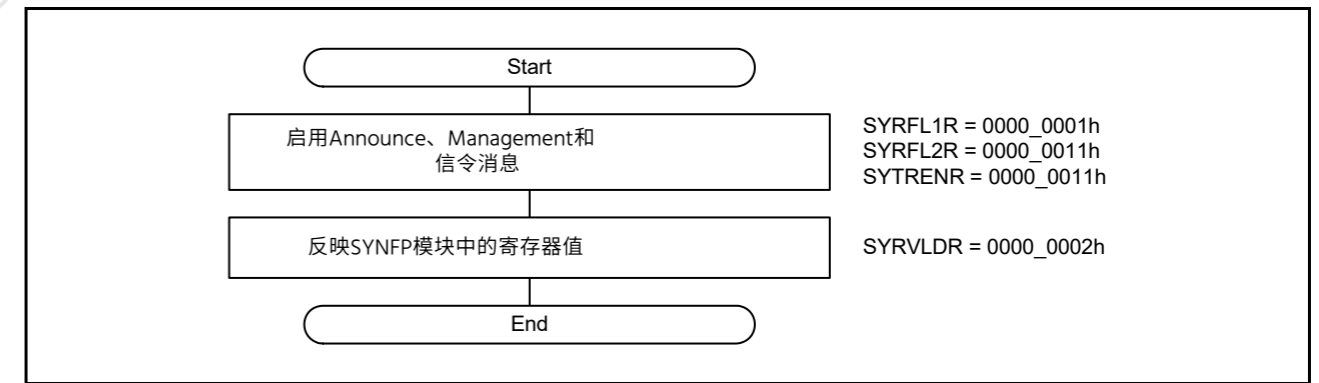 Start
启用Announce、Management和
信令消息
SYRFL1R = 0000_0001h
SYRFL2R = 0000_0011h
SYTRENR = 0000_0011h
反映SYNFP模块中的寄存器值
SYRVLDR = 0000_0002h
End